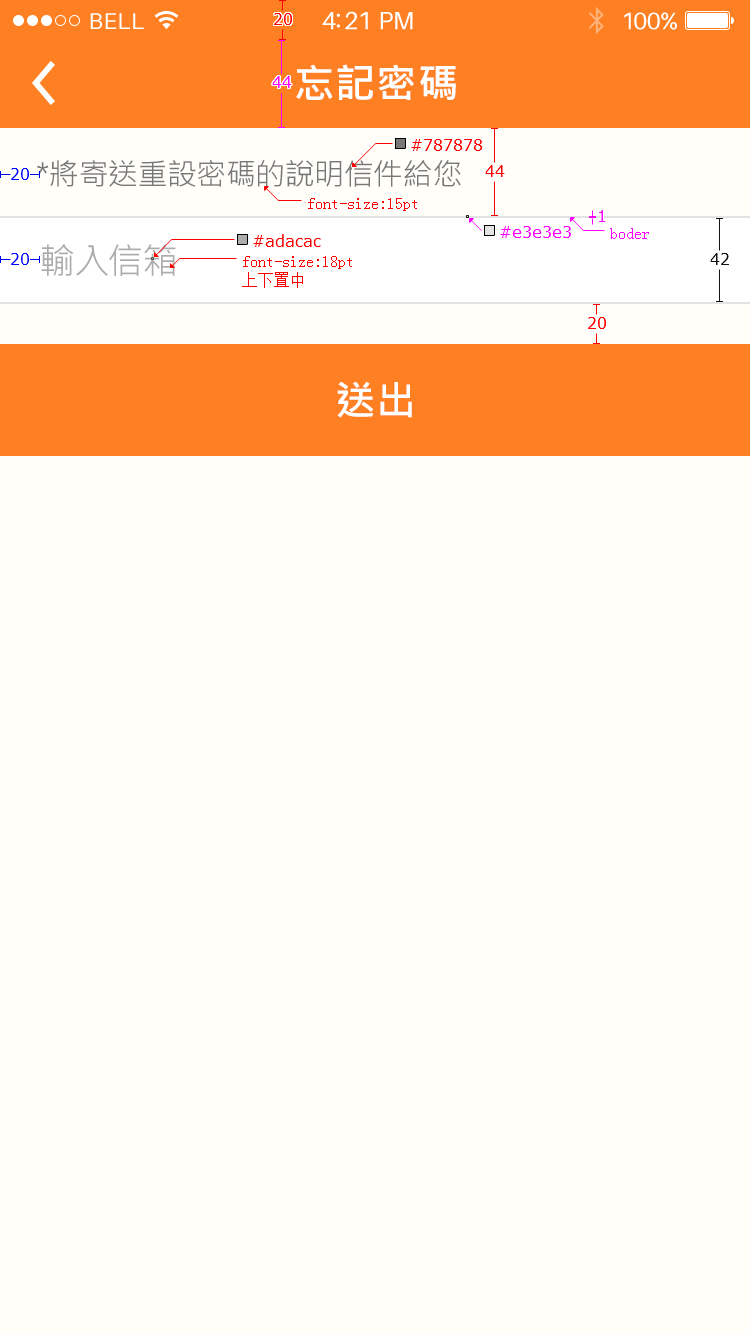 BELL 20 4:21 PM 100%
44 忘記密碼
#787878
20 *將寄送重設密碼的說明信件給您 44
font-size:15pt
1
#e3e3e3 boder
#adacac
20 輸入信箱 font-size:18pt 42
上下置中
20
送出